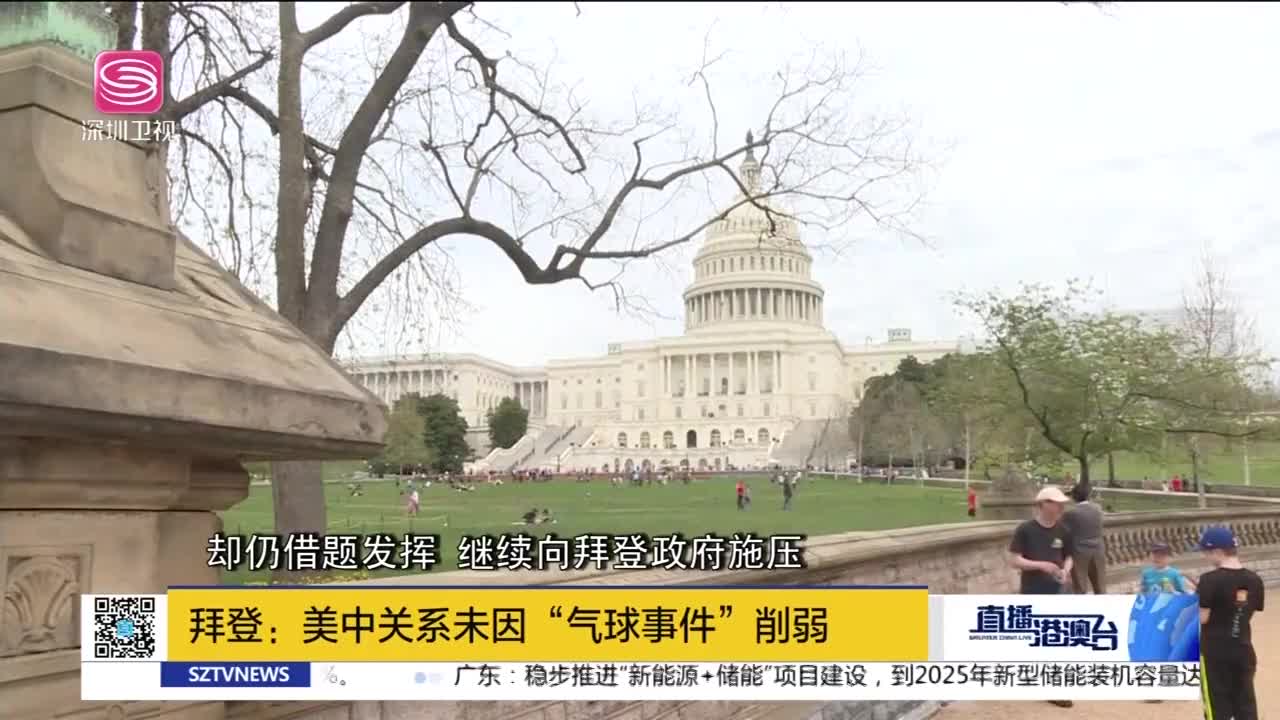 深圳卫视
却仍借题发挥 继续向拜登政府施压
拜登：美中关系未因“气球事件”削弱
直播港澳台
GREATER CHINA LIVE
SZTVNEWS
%。 广东：稳步推进“新能源+储能”项目建设，到2025年新型储能装机容量达